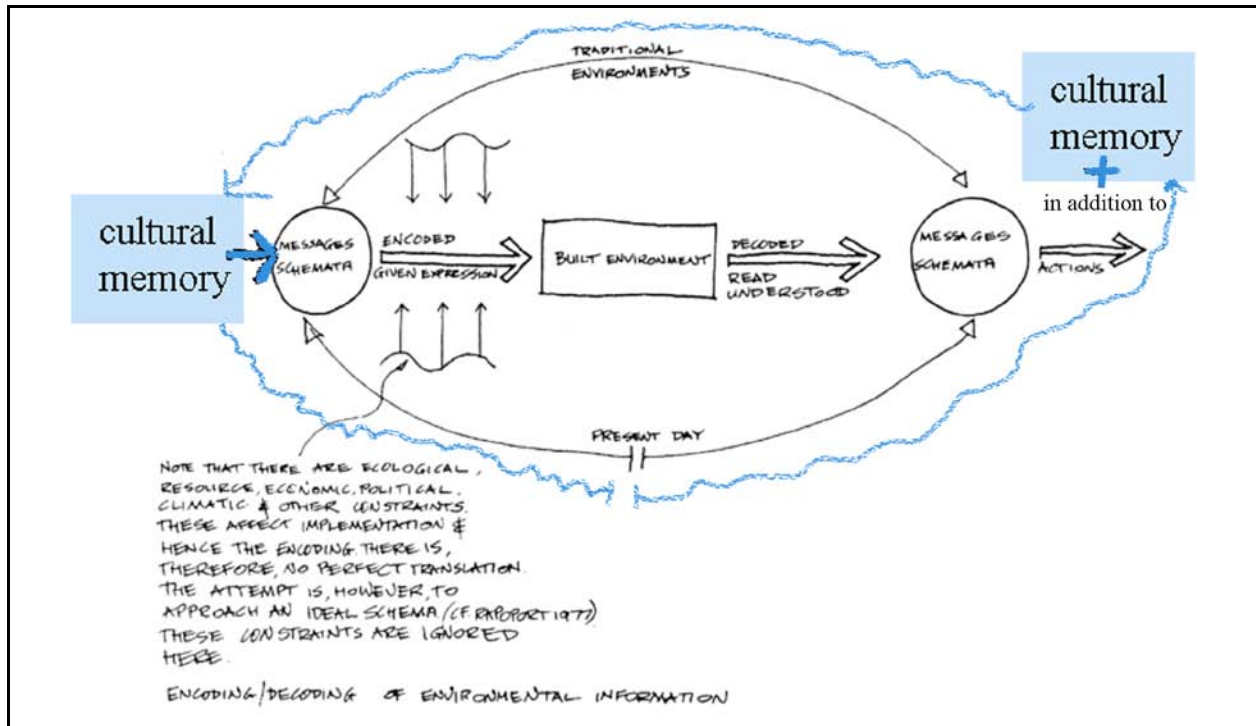 TRADITIONAL
ENVIRONMENTS
cultural
memory
in addition to
cultural
memory
MESSAGES
SCHEMATA
ENCODED
GIVEN EXPRESSION
BUILT ENVIRONMENT
DECODED
READ
UNDERSTOOD
MESSAGES
SCHEMATA
ACTIONS
PRESENT DAY
NOTE THAT THERE ARE ECOLOGICAL,
RESOURCE, ECONOMIC, POLITICAL,
CLIMATIC & OTHER CONSTRAINTS.
THESE AFFECT IMPLEMENTATION &
HENCE THE ENCODING. THERE IS,
THEREFORE, NO PERFECT TRANSLATION.
THE ATTEMPT IS, HOWEVER, TO
APPROACH AN IDEAL SCHEMA (CF. RAPOPORT 1977)
THESE CONSTRAINTS ARE IGNORED
HERE.
ENCODING/DECODING OF ENVIRONMENTAL INFORMATION